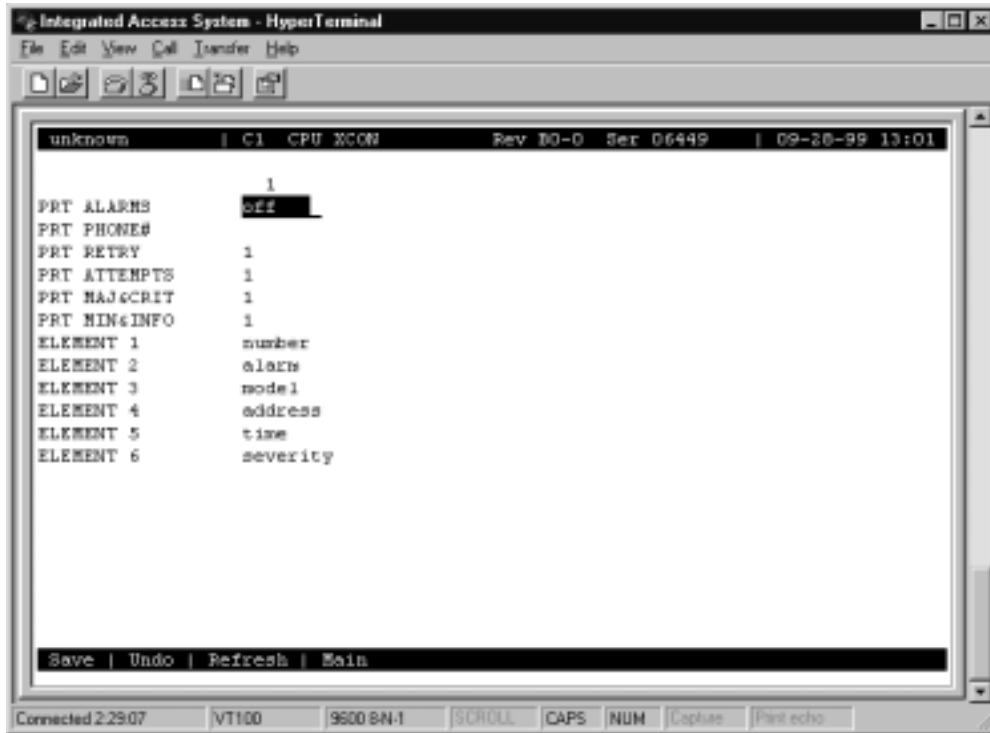 Integrated Access System - HyperTerminal
File Edit View Call Transfer Help
unknown | C1 CPU XCON Rev B0-0 Ser 06449 | 09-28-99 13:01
1
PRT ALARMS off
PRT PHONE#
PRT RETRY 1
PRT ATTEMPTS 1
PRT MAJ&CRIT 1
PRT MIN&INFO 1
ELEMENT 1 number
ELEMENT 2 alarm
ELEMENT 3 model
ELEMENT 4 address
ELEMENT 5 time
ELEMENT 6 severity
Save | Undo | Refresh | Main
Connected 2:29:07 VT100 9600 8-N-1 SCROLL CAPS NUM Capture Print echo